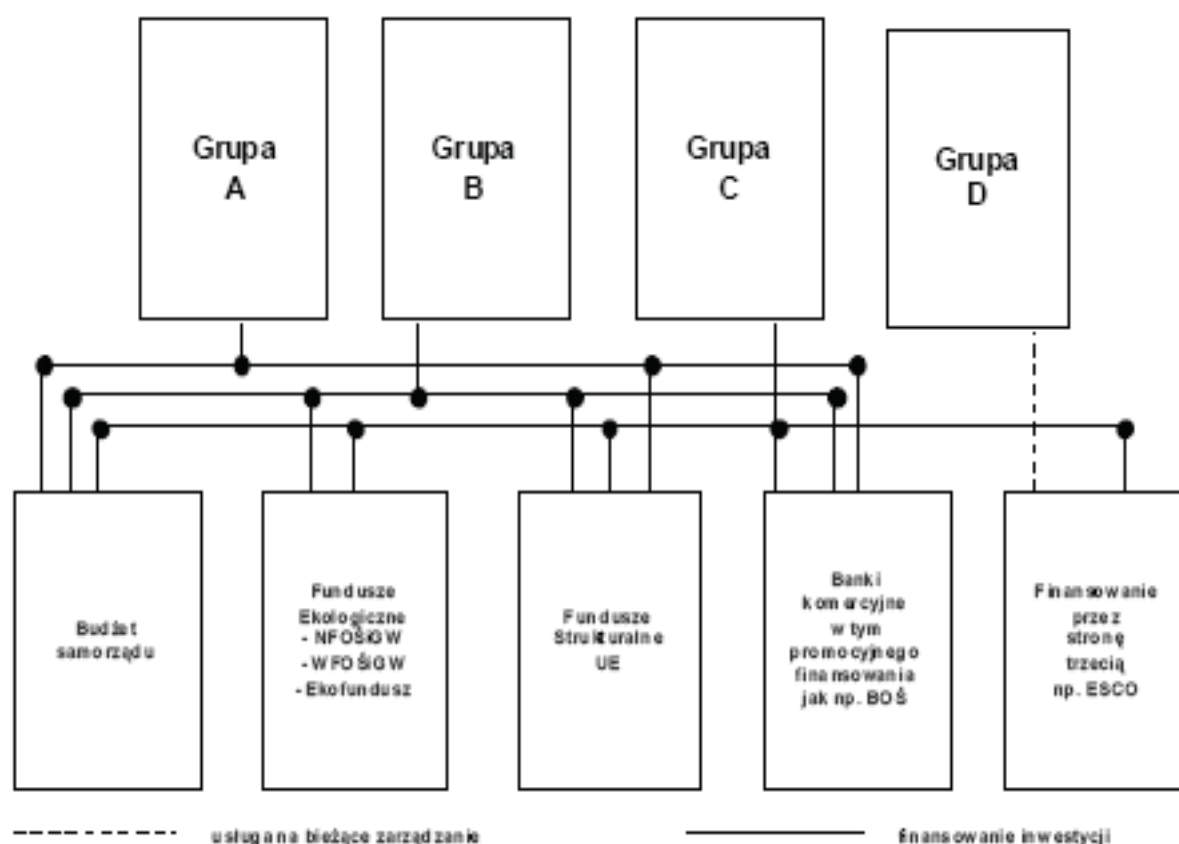 Grupa
A
Grupa
B
Grupa
C
Grupa
D
Budżet
samorządu
Fundusze
Ekologiczne
- NFOŚiGW
- WFOŚiGW
- Ekofundusz
Fundusze
Strukturalne
UE
Banki
komercyjne
w tym
promocyjnego
finansowania
jak np. BOŚ
Finansowanie
przez
stronę
trzecią
np. ESCO
usługa na bieżące zarządzanie
finansowanie inwestycji